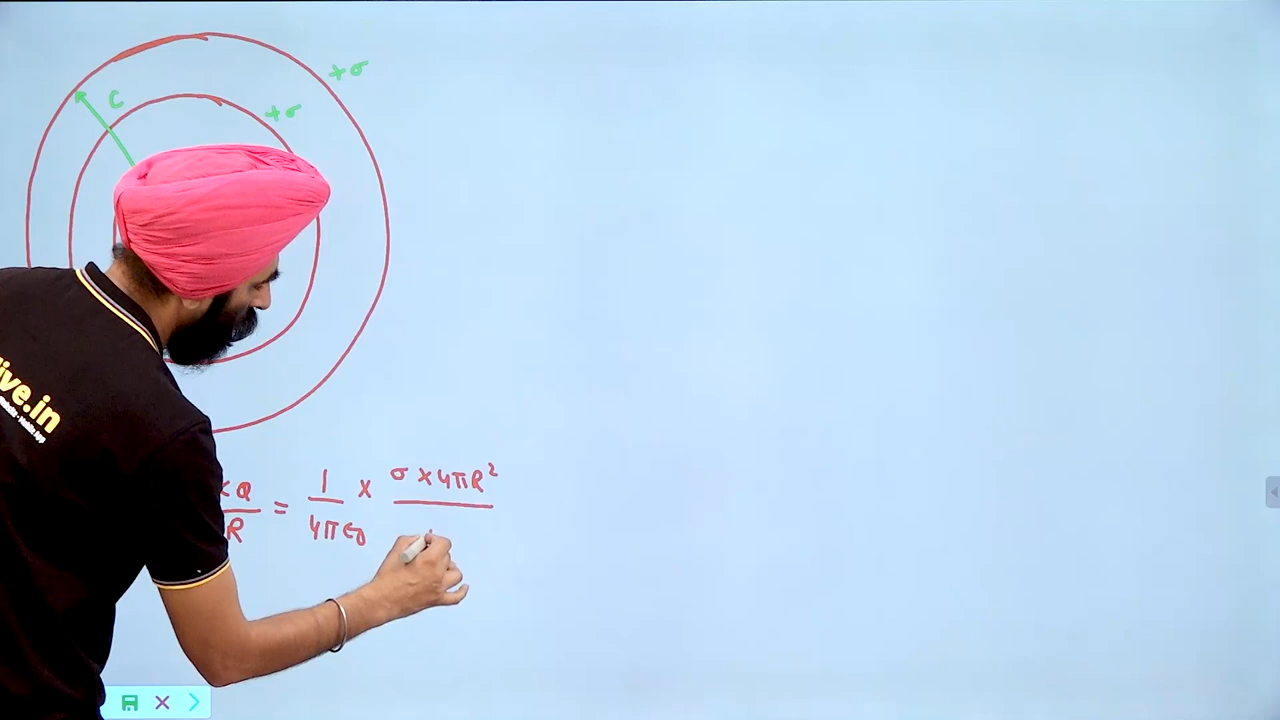 +σ
C
+σ
ive.in
KQ/R = 1/4πϵ0 × σ×4πR²/